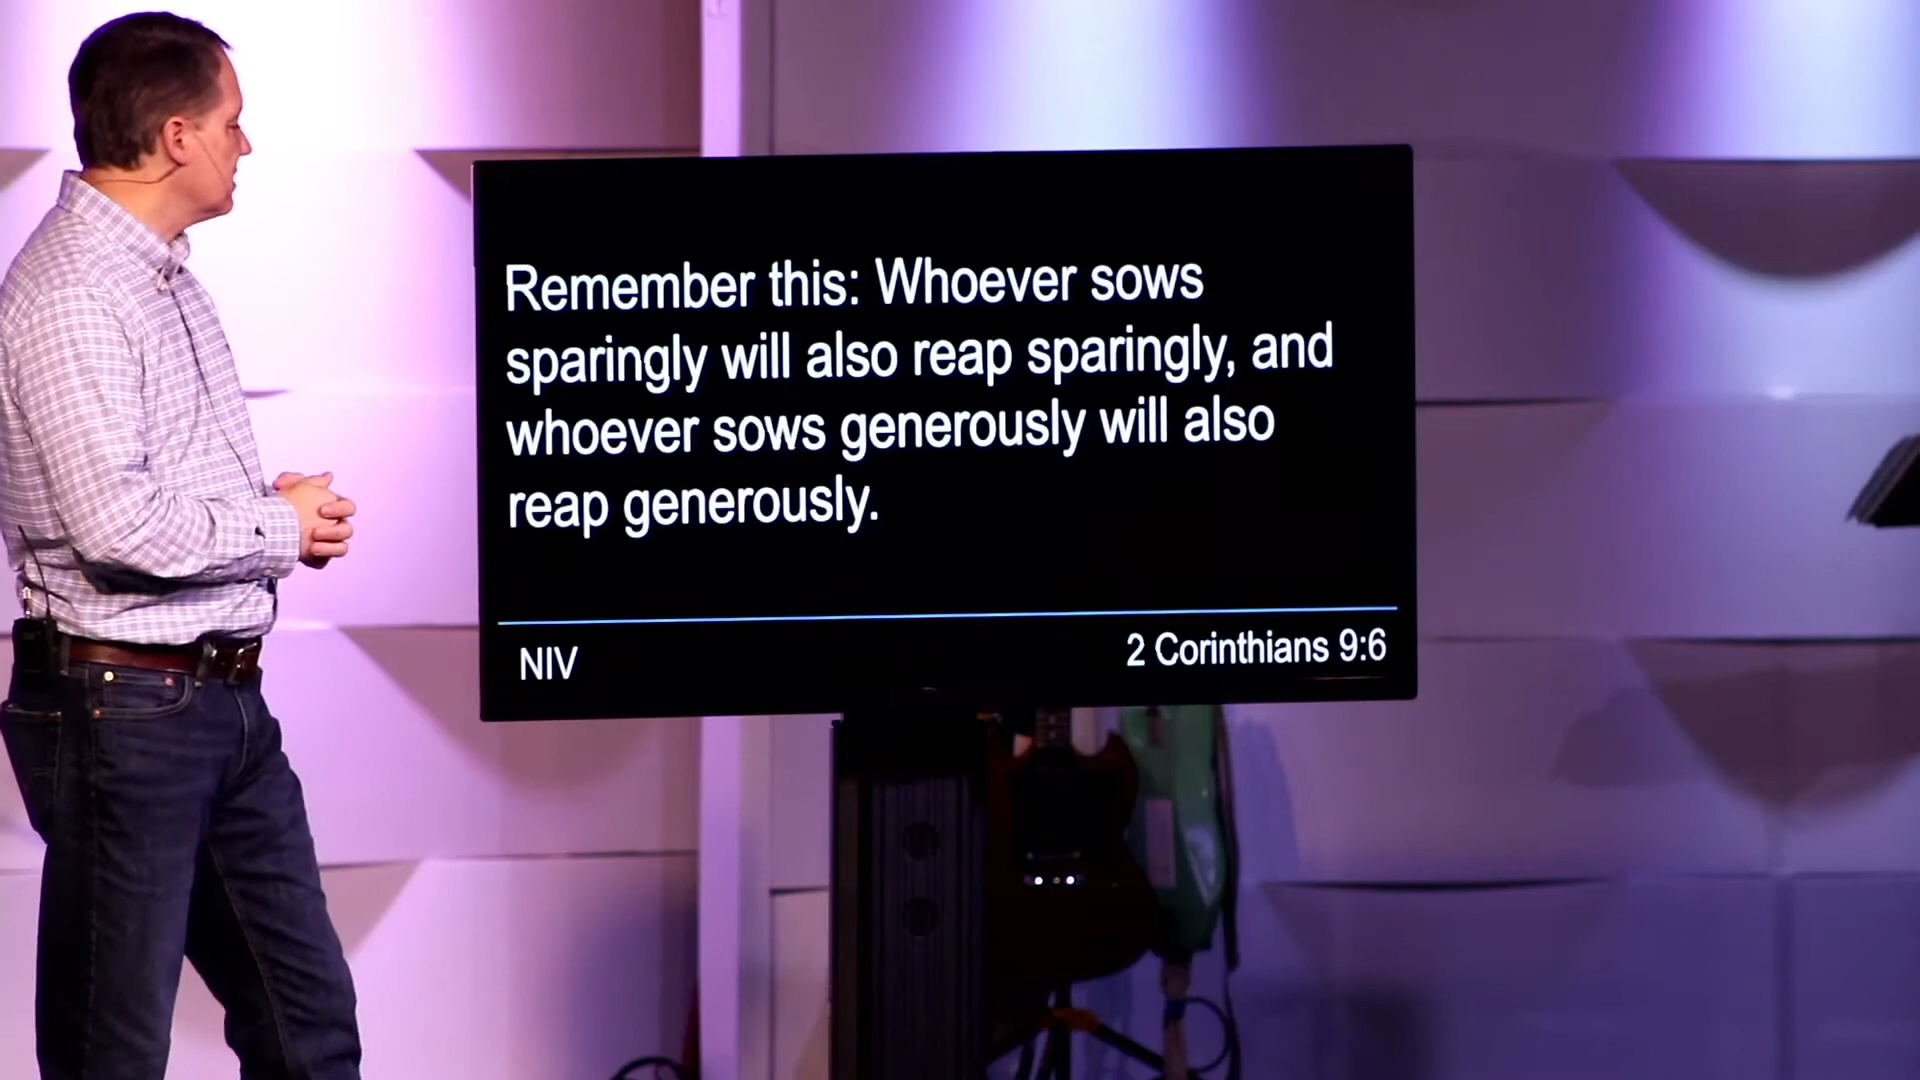 Remember this: Whoever sows
sparingly will also reap sparingly, and
whoever sows generously will also
reap generously.
NIV
2 Corinthians 9:6